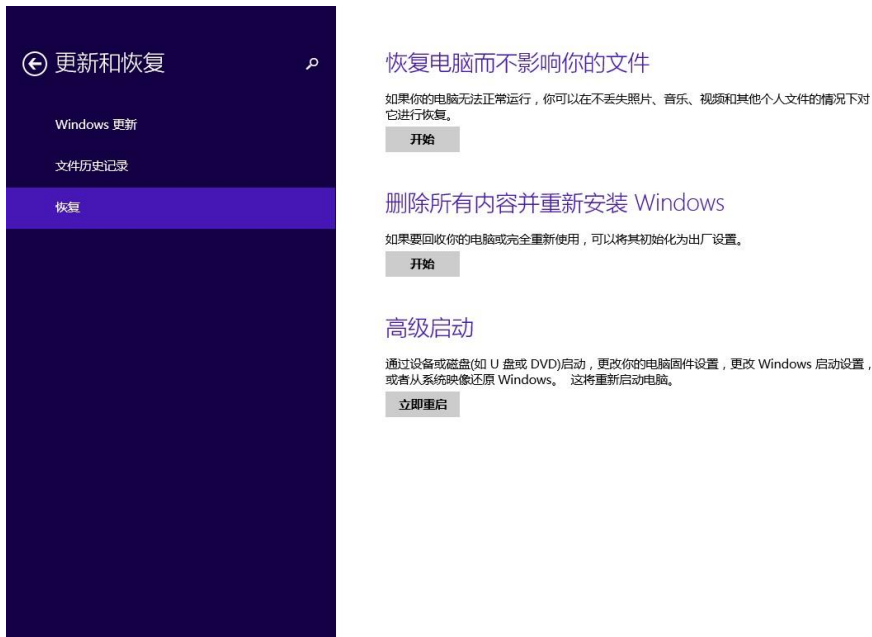 更新和恢复
Windows 更新
文件历史记录
恢复
恢复电脑而不影响你的文件
如果你的电脑无法正常运行，你可以在不丢失照片、音乐、视频和其他个人文件的情况下对
它进行恢复。
开始
删除所有内容并重新安装 Windows
如果要回收你的电脑或完全重新使用，可以将其初始化为出厂设置。
开始
高级启动
通过设备或磁盘(如 U 盘或 DVD)启动，更改你的电脑固件设置，更改 Windows 启动设置，
或者从系统映像还原 Windows。 这将重新启动电脑。
立即重启